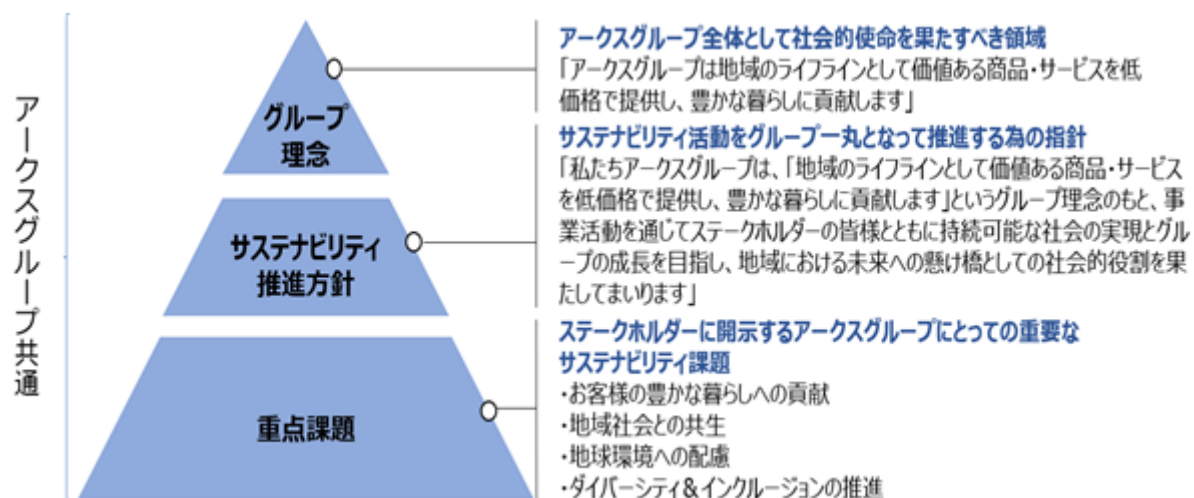 アークスグループ共通
グループ
理念
アークスグループ全体として社会的使命を果たすべき領域
「アークスグループは地域のライフラインとして価値ある商品・サービスを低
価格で提供し、豊かな暮らしに貢献します」
サステナビリティ
推進方針
サステナビリティ活動をグループ一丸となって推進する為の指針
「私たちアークスグループは、「地域のライフラインとして価値ある商品・サービス
を低価格で提供し、豊かな暮らしに貢献します」というグループ理念のもと、事
業活動を通じてステークホルダーの皆様とともに持続可能な社会の実現とグル
ープの成長を目指し、地域における未来への懸け橋としての社会的役割を果
たしてまいります」
重点課題
ステークホルダーに開示するアークスグループにとっての重要な
サステナビリティ課題
・お客様の豊かな暮らしへの貢献
・地域社会との共生
・地球環境への配慮
・ダイバーシティ&インクルージョンの推進